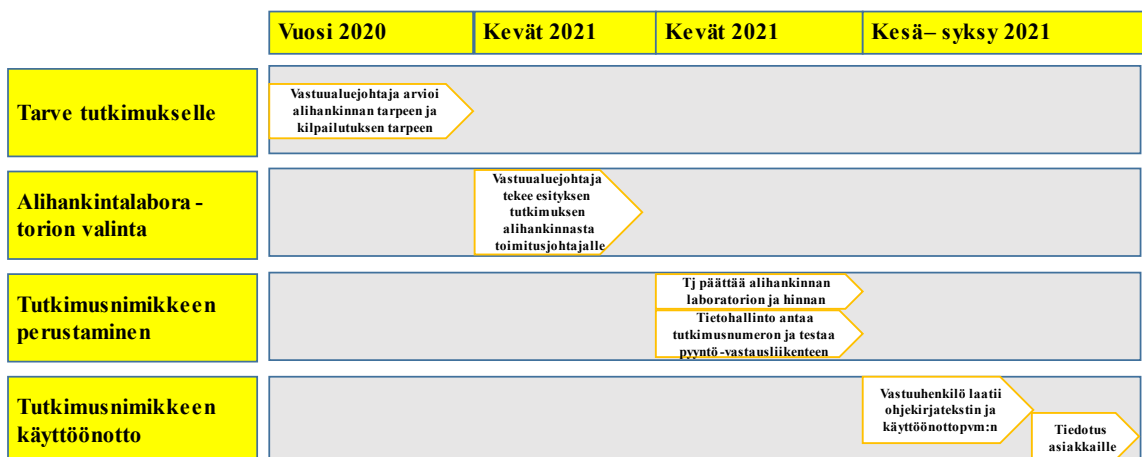 Vuosi 2020
Kevät 2021
Kevät 2021
Kesä– syksy 2021
Tarve tutkimukselle
Vastuualuejohtaja arvioi
alihankinnan tarpeen ja
kilpailutuksen tarpeen
Alihankintalabora -
torion valinta
Vastuualuejohtaja
tekee esityksen
tutkimuksen
alihankinnasta
toimitusjohtajalle
Tutkimusnimikkeen
perustaminen
Tj päättää alihankinnan
laboratorion ja hinnan
Tietohallinto antaa
tutkimusnumeron ja testaa
pyyntö-vastausliikenteen
Tutkimusnimikkeen
käyttöönotto
Vastuuhenkilö laatii
ohjekirjatekstin ja
käyttöönottopvm:n
Tiedotus
asiakkaille